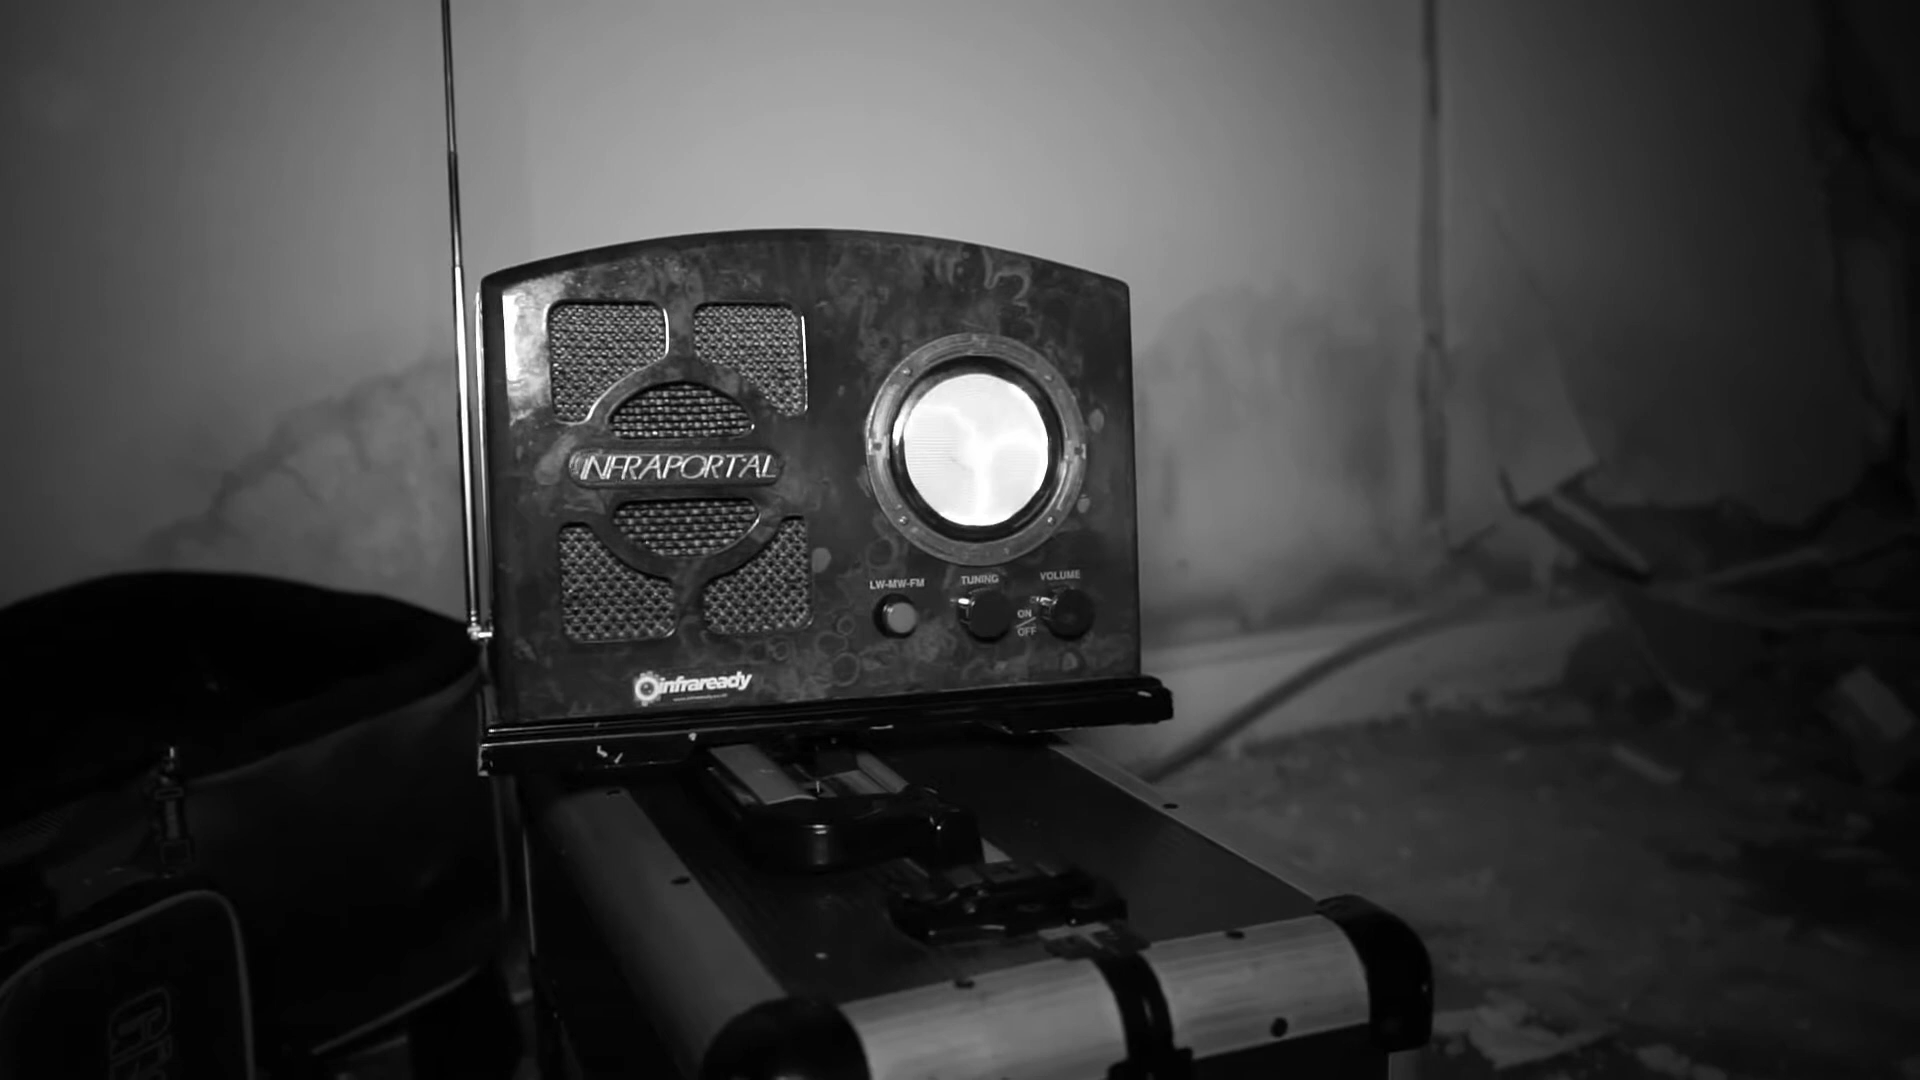 INFRAPORTAL
LW-MW-FM
TUNING
VOLUME
ON
OFF
infraready